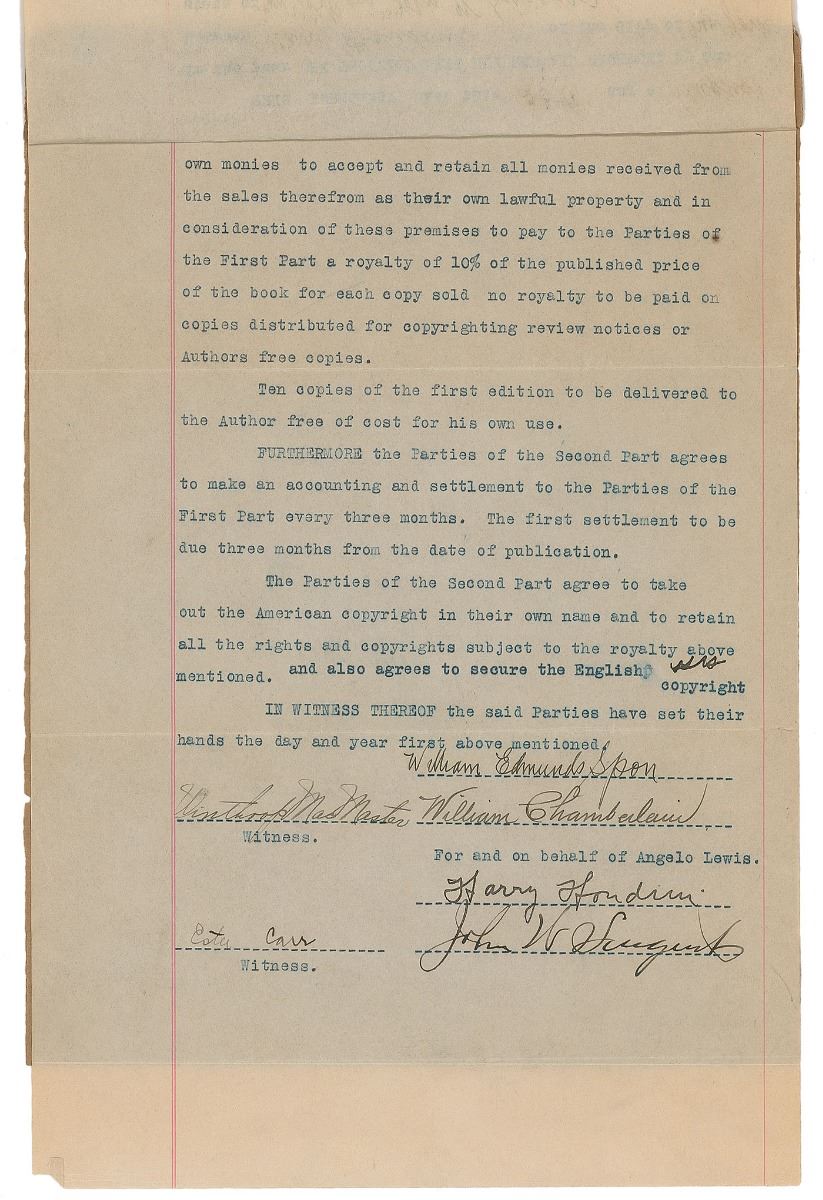 own monies  to accept and retain all monies received from
the sales therefrom as their own lawful property and in
consideration of these premises to pay to the Parties of
the First Part a royalty of 10% of the published price
of the book for each copy sold  no royalty to be paid on
copies distributed for copyrighting review notices or
Authors free copies.
Ten copies of the first edition to be delivered to
the Author free of cost for his own use.
FURTHERMORE the Parties of the Second Part agrees
to make an accounting and settlement to the Parties of the
First Part every three months.  The first settlement to be
due three months from the date of publication.
The Parties of the Second Part agree to take
out the American copyright in their own name and to retain
all the rights and copyrights subject to the royalty above
mentioned. and also agrees to secure the English
copyright
IN WITNESS THEREOF the said Parties have set their
hands the day and year first above mentioned.
William Edmunds Spon
Winthrop MacMaster William Chamberlain
Witness.
For and on behalf of Angelo Lewis.
Harry Houdini
Carr John W Sargent
Witness.